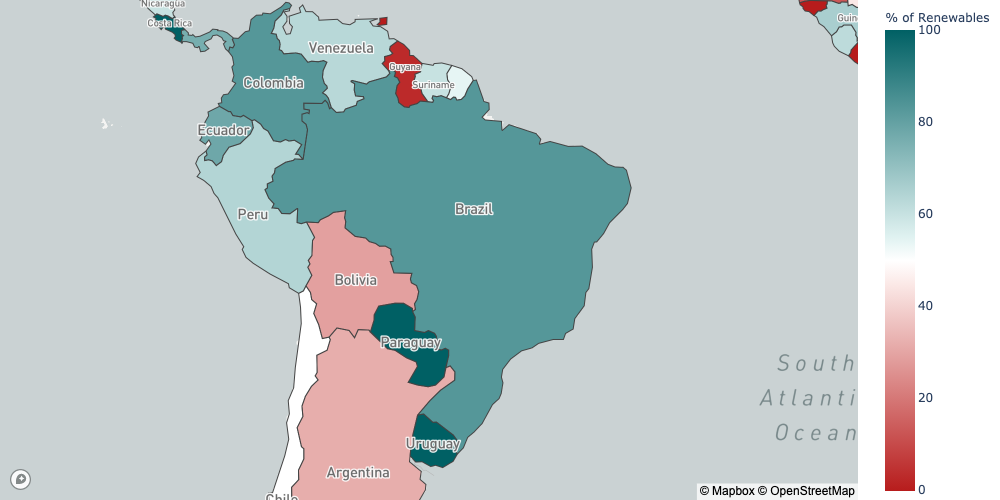 Nicaragua
Costa Rica
Venezuela
Guyana
Suriname
Colombia
Ecuador
Peru
Brazil
Bolivia
Paraguay
Uruguay
Argentina
Chile
South
Atlanti
Ocean
Guin
% of Renewables
100
80
60
40
20
0
© Mapbox © OpenStreetMap